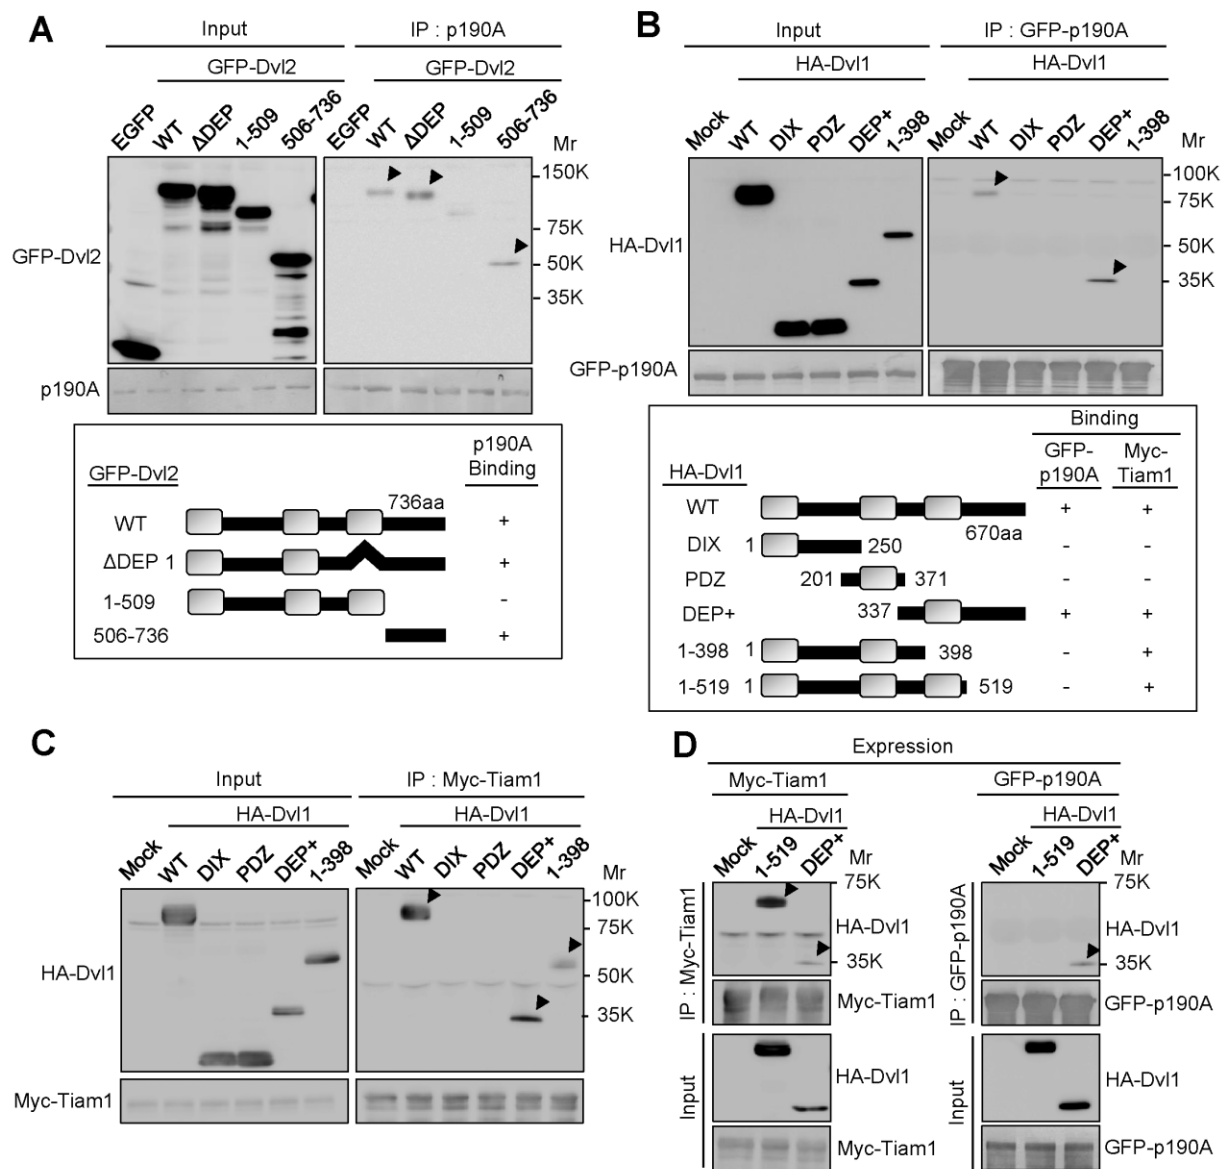 A
Input
IP : p190A
GFP-Dvl2
GFP-Dvl2
EGFP
WT
ΔDEP
1-509
506-736
EGFP
WT
ΔDEP
1-509
506-736
Mr
150K
75K
50K
35K
GFP-Dvl2
p190A
GFP-Dvl2
p190A
Binding
736aa
WT
+
ΔDEP 1
+
1-509
-
506-736
+
B
Input
IP : GFP-p190A
HA-Dvl1
HA-Dvl1
Mock
WT
DIX
PDZ
DEP+
1-398
Mock
WT
DIX
PDZ
DEP+
1-398
Mr
100K
75K
50K
35K
HA-Dvl1
GFP-p190A
Binding
HA-Dvl1
GFP-
p190A
Myc-
Tiam1
WT
670aa
+ +
DIX 1 250 - -
PDZ 201 371 - -
DEP+ 337 + +
1-398 1 398 - +
1-519 1 519 - +
C
Input
IP : Myc-Tiam1
HA-Dvl1
HA-Dvl1
Mock
WT
DIX
PDZ
DEP+
1-398
Mock
WT
DIX
PDZ
DEP+
1-398
Mr
100K
75K
50K
35K
HA-Dvl1
Myc-Tiam1
D
Expression
Myc-Tiam1
HA-Dvl1
Mock
1-519
DEP+
Mr
75K
HA-Dvl1
35K
IP : Myc-Tiam1
Myc-Tiam1
Input
HA-Dvl1
Myc-Tiam1
GFP-p190A
HA-Dvl1
Mock
1-519
DEP+
Mr
75K
HA-Dvl1
35K
IP : GFP-p190A
GFP-p190A
Input
HA-Dvl1
GFP-p190A